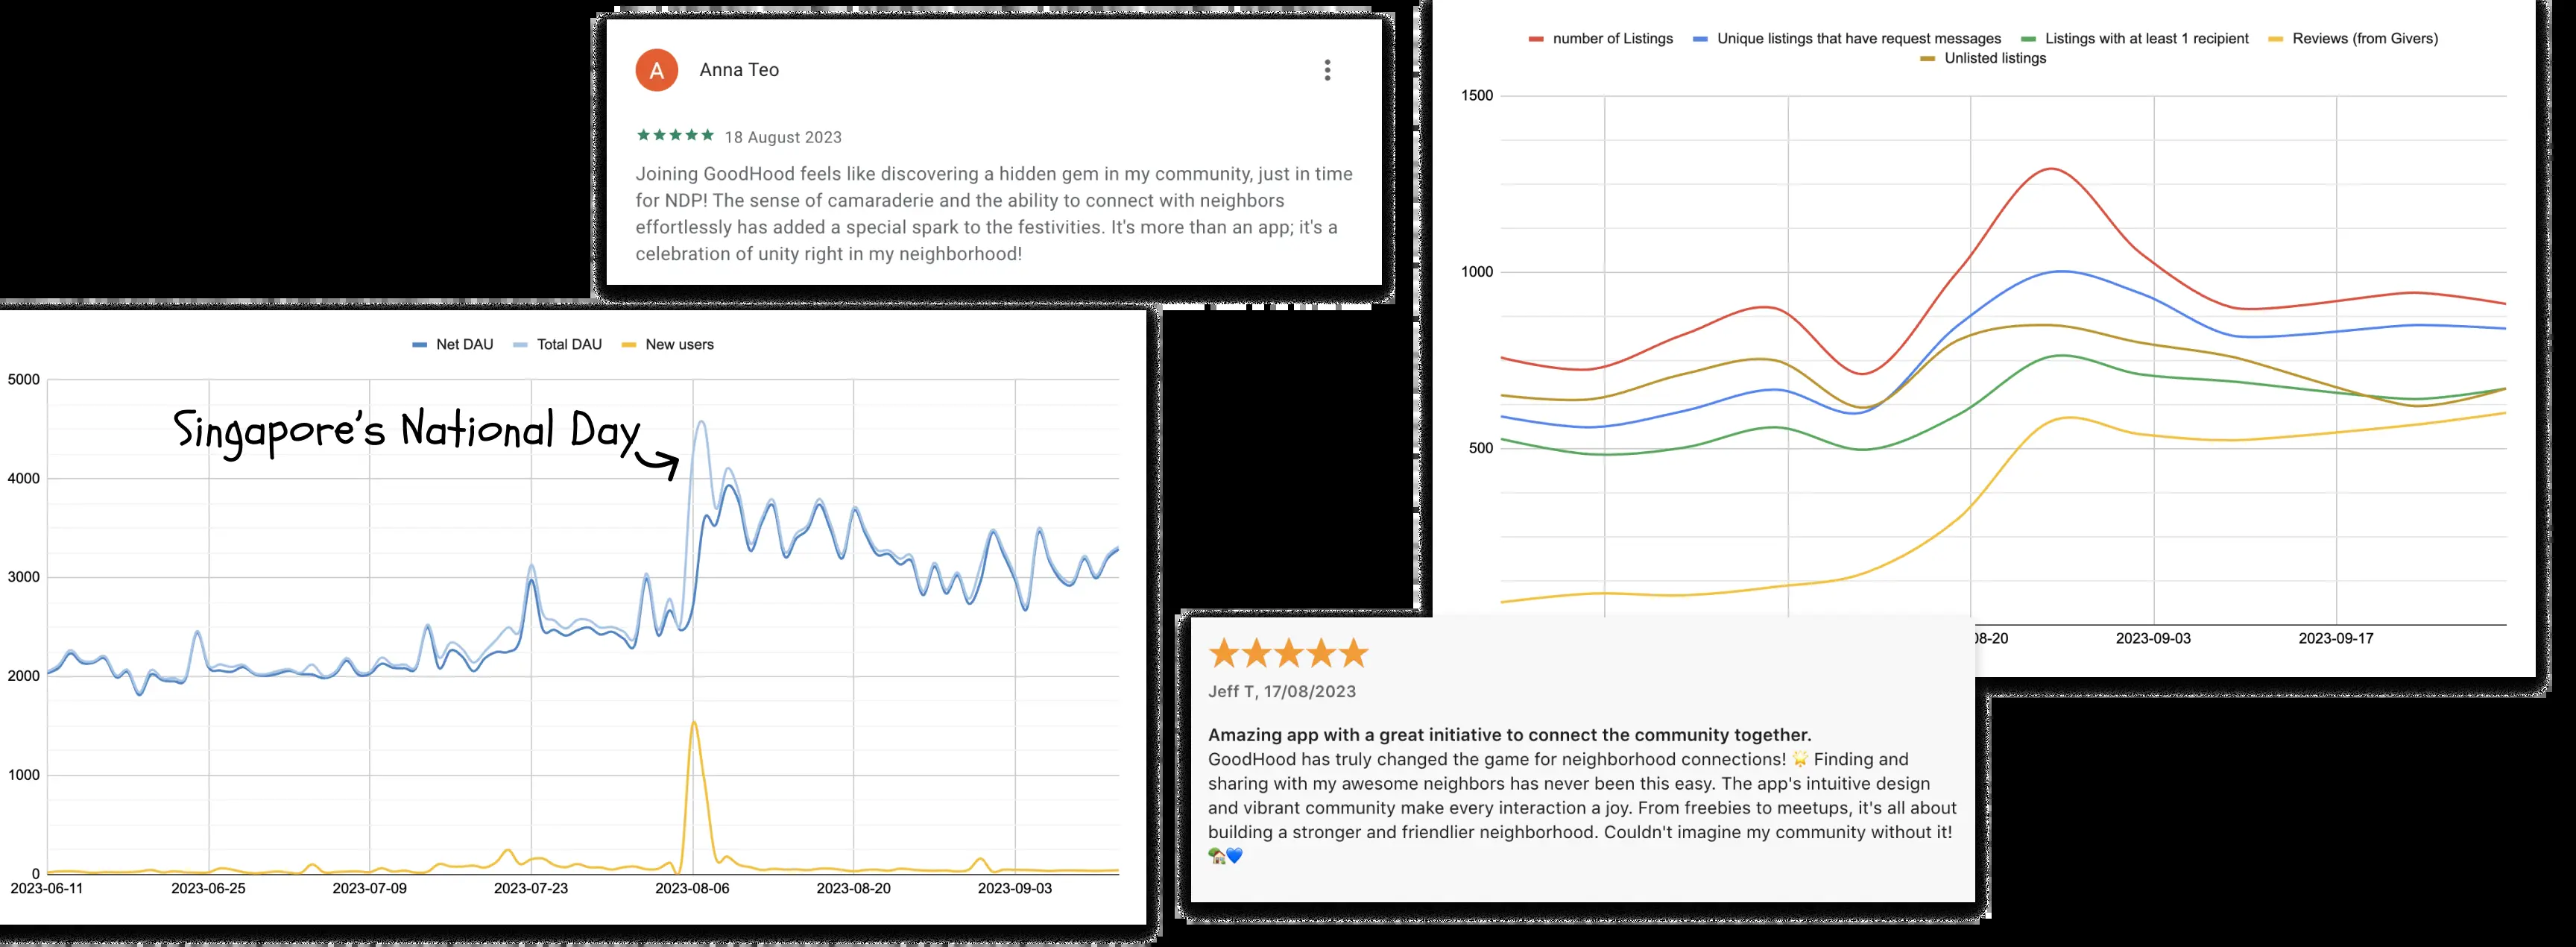 A
Anna Teo
18 August 2023
Joining GoodHood feels like discovering a hidden gem in my community, just in time
for NDP! The sense of camaraderie and the ability to connect with neighbors
effortlessly has added a special spark to the festivities. It's more than an app; it's a
celebration of unity right in my neighborhood!
number of Listings Unique listings that have request messages Listings with at least 1 recipient Reviews (from Givers)
Unlisted listings
1500
1000
500
08-20 2023-09-03 2023-09-17
Net DAU Total DAU New users
5000
Singapore's National Day
4000
3000
2000
1000
0
2023-06-11 2023-06-25 2023-07-09 2023-07-23 2023-08-06 2023-08-20 2023-09-03
Jeff T, 17/08/2023
Amazing app with a great initiative to connect the community together.
GoodHood has truly changed the game for neighborhood connections! 🌟 Finding and
sharing with my awesome neighbors has never been this easy. The app's intuitive design
and vibrant community make every interaction a joy. From freebies to meetups, it's all about
building a stronger and friendlier neighborhood. Couldn't imagine my community without it!
🏡💙